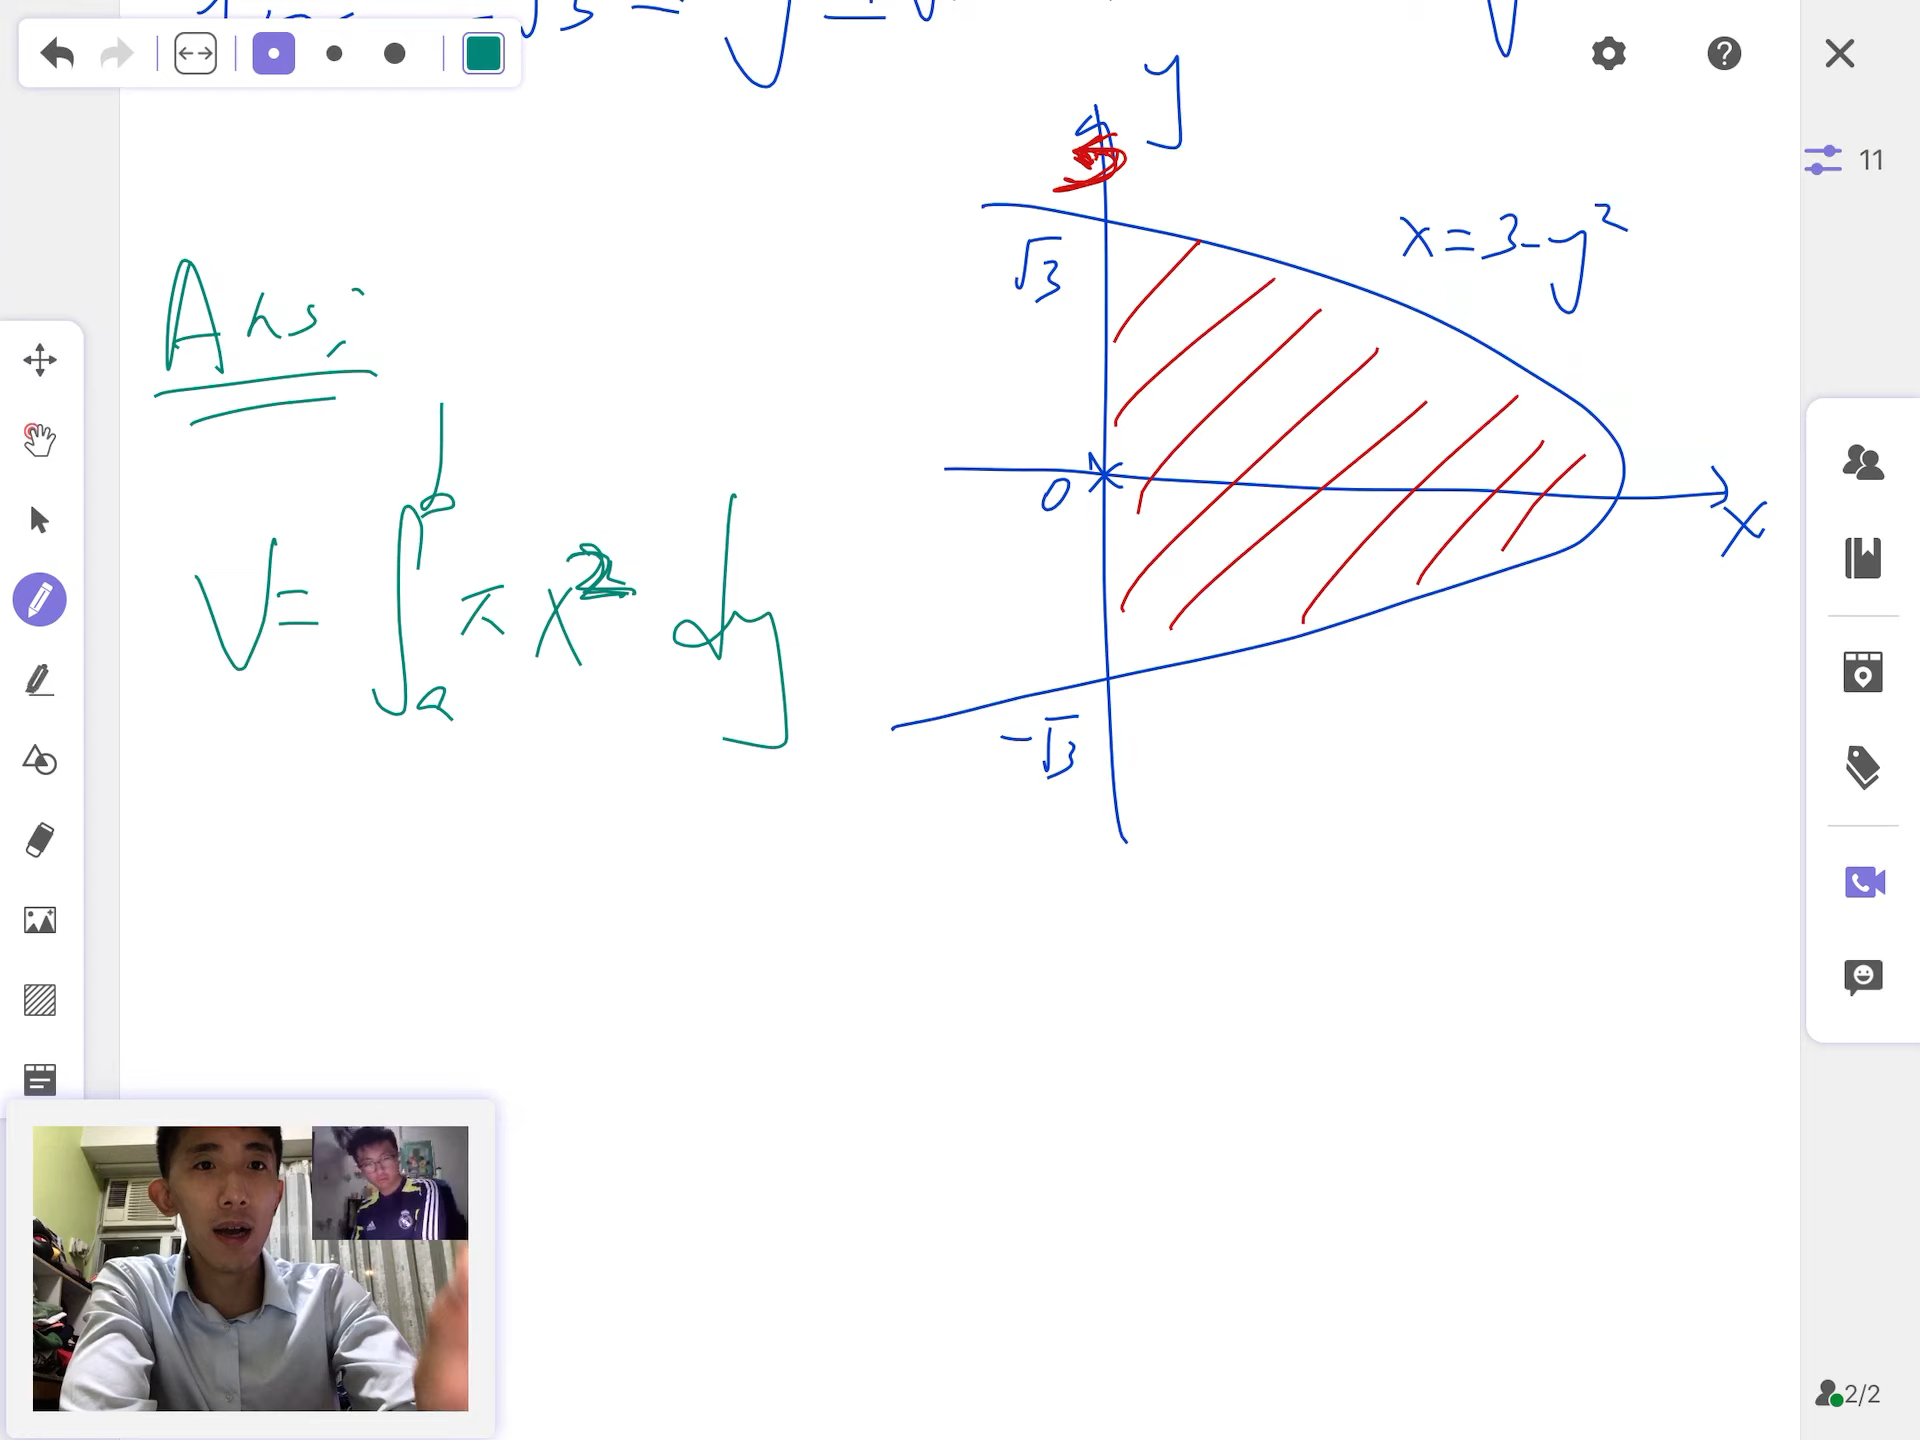 y
11
x=3-y²
√3
Ans:
V= ∫ₐᵇ π x² dy
0
x
-√3
2/2